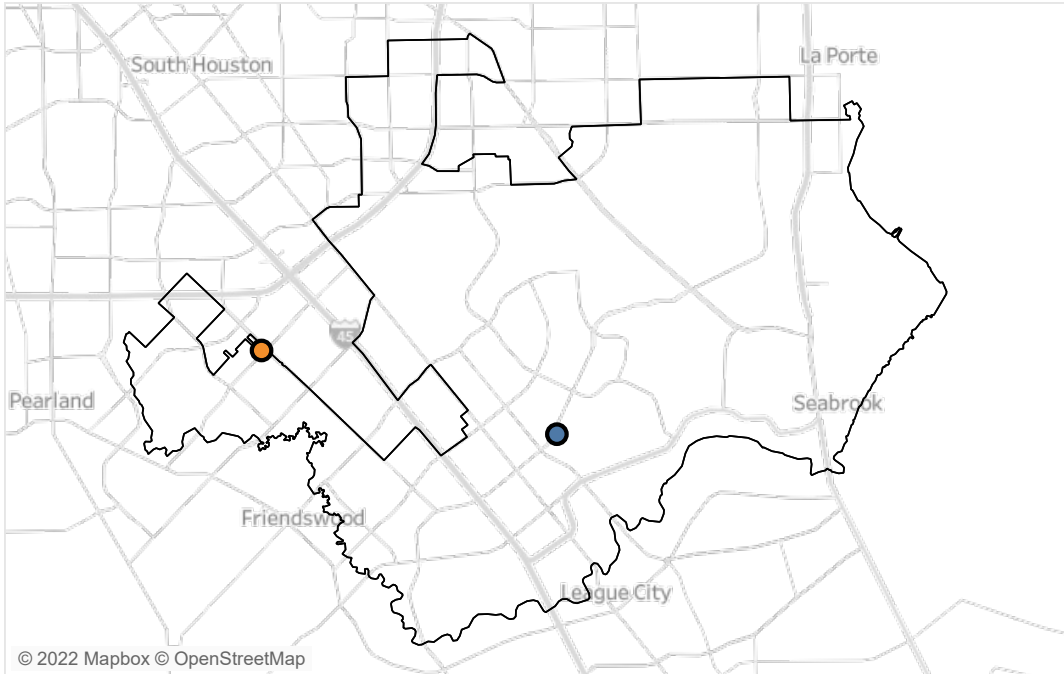 La Porte
South Houston
45
Pearland
Seabrook
Friendswood
League City
© 2022 Mapbox © OpenStreetMap